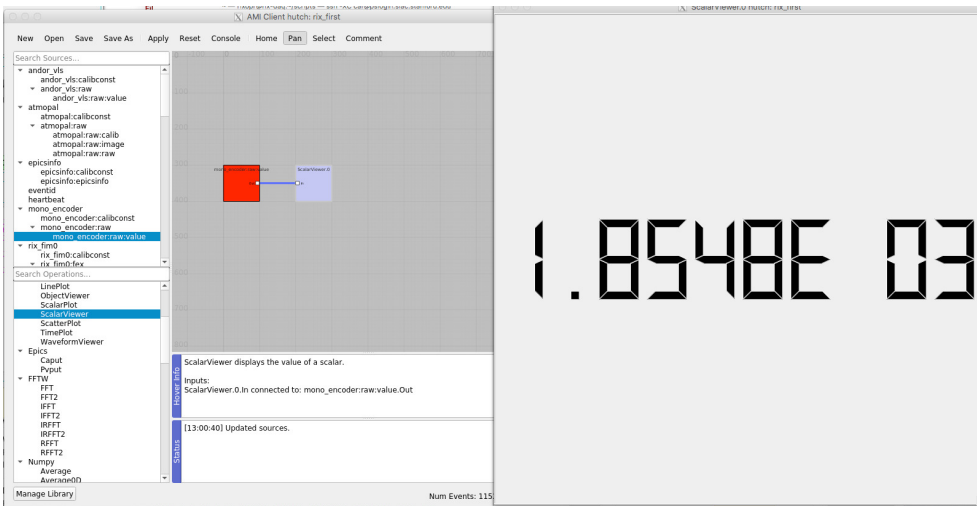 AMI Client hutch: rix_first
New Open Save Save As Apply Reset Console Home Pan Select Comment
Search Sources...
andor_vls
andor_vls:calibconst
andor_vls:raw
andor_vls:raw:value
atmopal
atmopal:calibconst
atmopal:raw
atmopal:raw:calib
atmopal:raw:image
atmopal:raw:raw
epicsinfo
epicsinfo:calibconst
epicsinfo:epicsinfo
eventid
heartbeat
mono_encoder
mono_encoder:calibconst
mono_encoder:raw
mono_encoder:raw:value
rix_fim0
rix_fim0:calibconst
rix_fim0:fex
Search Operations...
LinePlot
ObjectViewer
ScalarPlot
ScalarViewer
ScatterPlot
TimePlot
WaveformViewer
Epics
Caput
Pvput
FFTW
FFT
FFT2
IFFT
IFFT2
IRFFT
IRFFT2
RFFT
RFFT2
Numpy
Average
Average0D
Manage Library
ScalarViewer.0
Hover Info
ScalarViewer displays the value of a scalar.
Inputs:
ScalarViewer.0.In connected to: mono_encoder:raw:value.Out
Status
[13:00:40] Updated sources.
Num Events: 115
ScalarViewer.0 hutch: rix_first
1.8548E 03